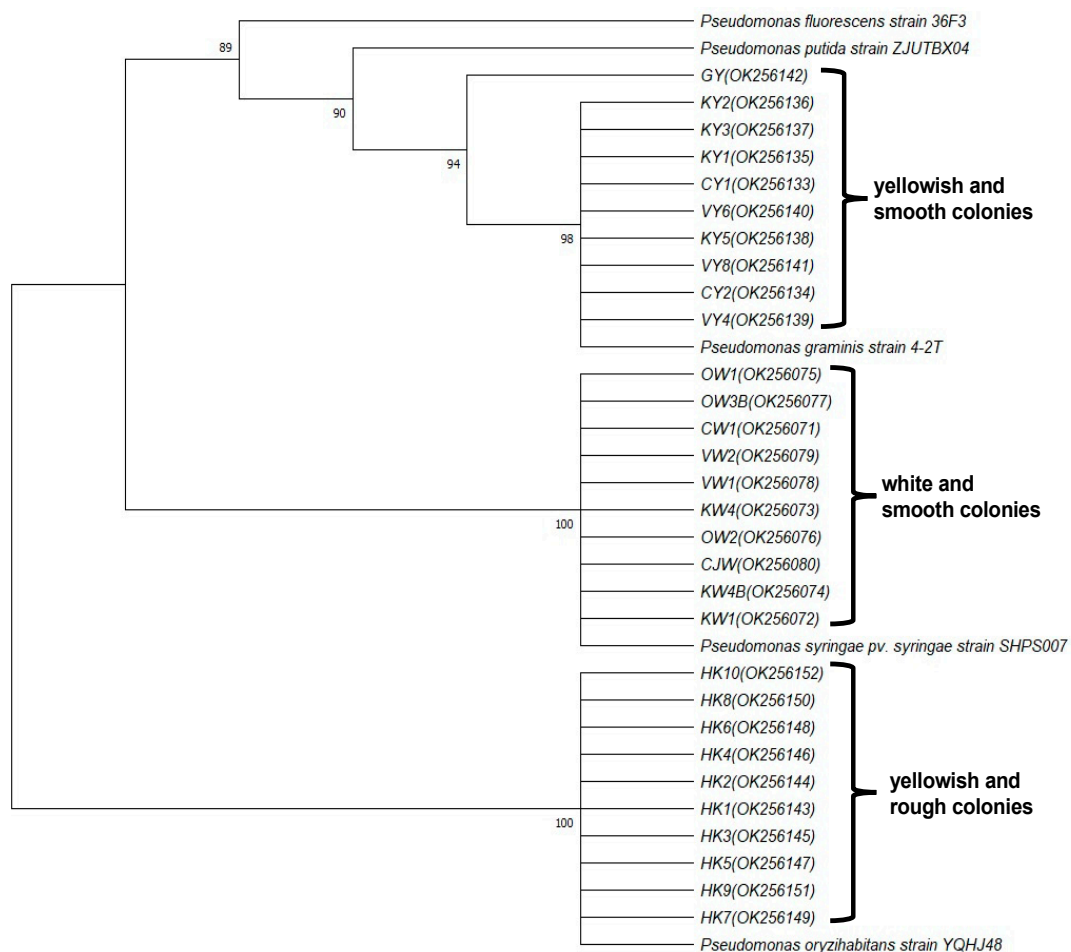 Pseudomonas fluorescens strain 36F3
89
Pseudomonas putida strain ZJUTBX04
GY(OK256142)
KY2(OK256136)
90
KY3(OK256137)
KY1(OK256135)
94
CY1(OK256133)
yellowish and
smooth colonies
VY6(OK256140)
KY5(OK256138)
98
VY8(OK256141)
CY2(OK256134)
VY4(OK256139)
Pseudomonas graminis strain 4-2T
OW1(OK256075)
OW3B(OK256077)
CW1(OK256071)
VW2(OK256079)
white and
smooth colonies
VW1(OK256078)
KW4(OK256073)
100
OW2(OK256076)
CJW(OK256080)
KW4B(OK256074)
KW1(OK256072)
Pseudomonas syringae pv. syringae strain SHPS007
HK10(OK256152)
HK8(OK256150)
HK6(OK256148)
HK4(OK256146)
HK2(OK256144)
yellowish and
rough colonies
HK1(OK256143)
100
HK3(OK256145)
HK5(OK256147)
HK9(OK256151)
HK7(OK256149)
Pseudomonas oryzihabitans strain YQHJ48